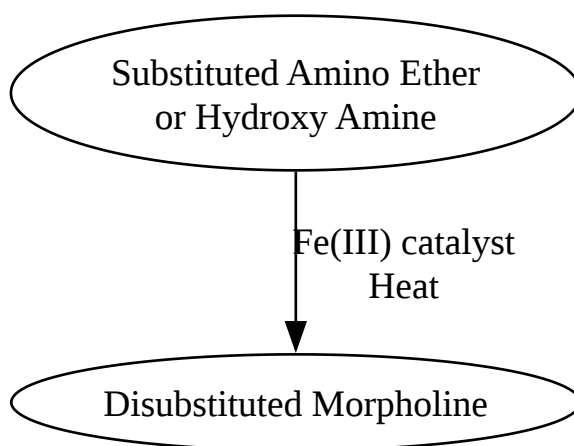 Substituted Amino Ether
or Hydroxy Amine
Fe(III) catalyst
Heat
Disubstituted Morpholine